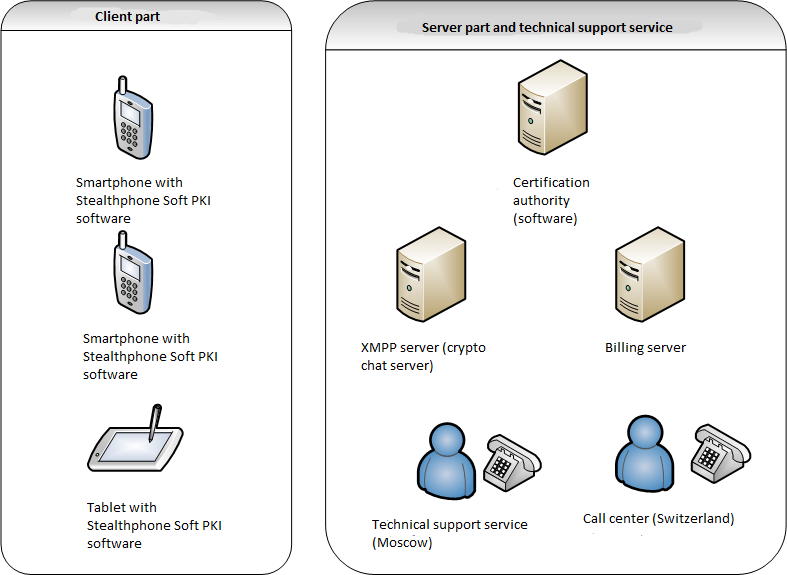 Client part
Smartphone with
Stealthphone Soft PKI
software
Smartphone with
Stealthphone Soft PKI
software
Tablet with
Stealthphone Soft PKI
software
Server part and technical support service
Certification
authority
(software)
XMPP server (crypto
chat server)
Billing server
Technical support service
(Moscow)
Call center (Switzerland)